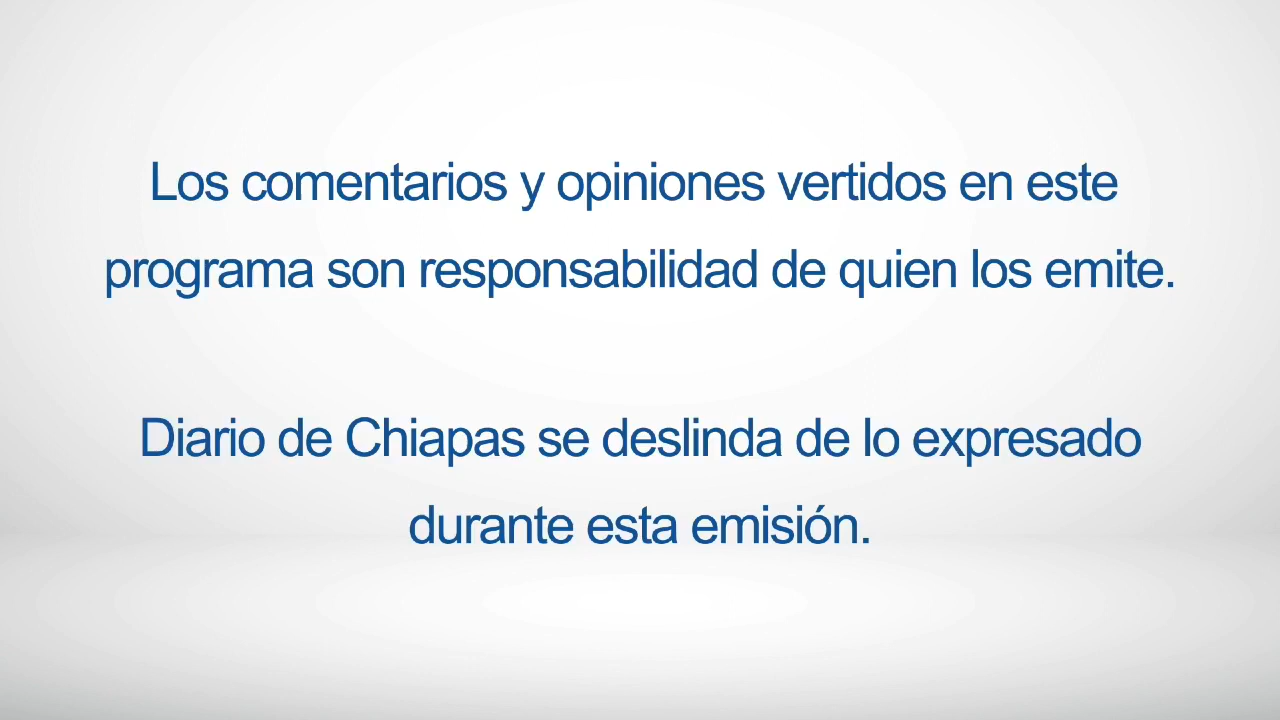 Los comentarios y opiniones vertidos en este
programa son responsabilidad de quien los emite.
Diario de Chiapas se deslinda de lo expresado
durante esta emisión.